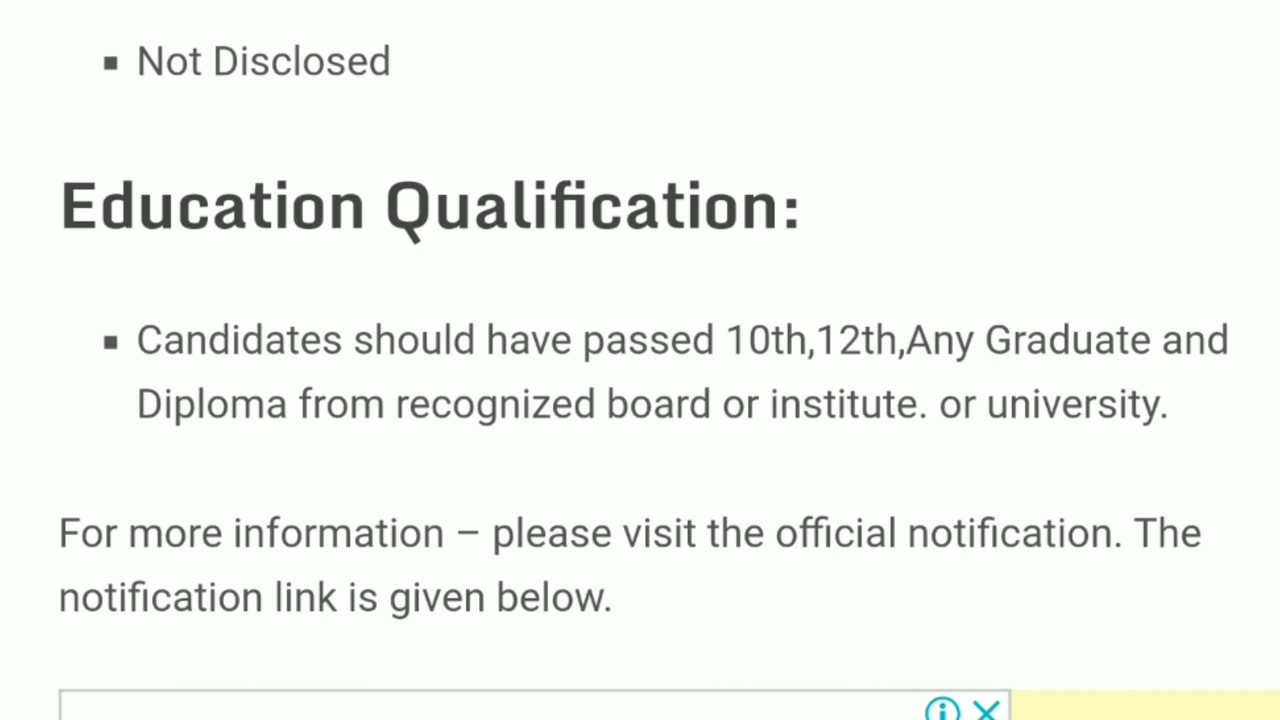 ▪ Not Disclosed
Education Qualification:
▪ Candidates should have passed 10th,12th,Any Graduate and
Diploma from recognized board or institute. or university.
For more information – please visit the official notification. The
notification link is given below.